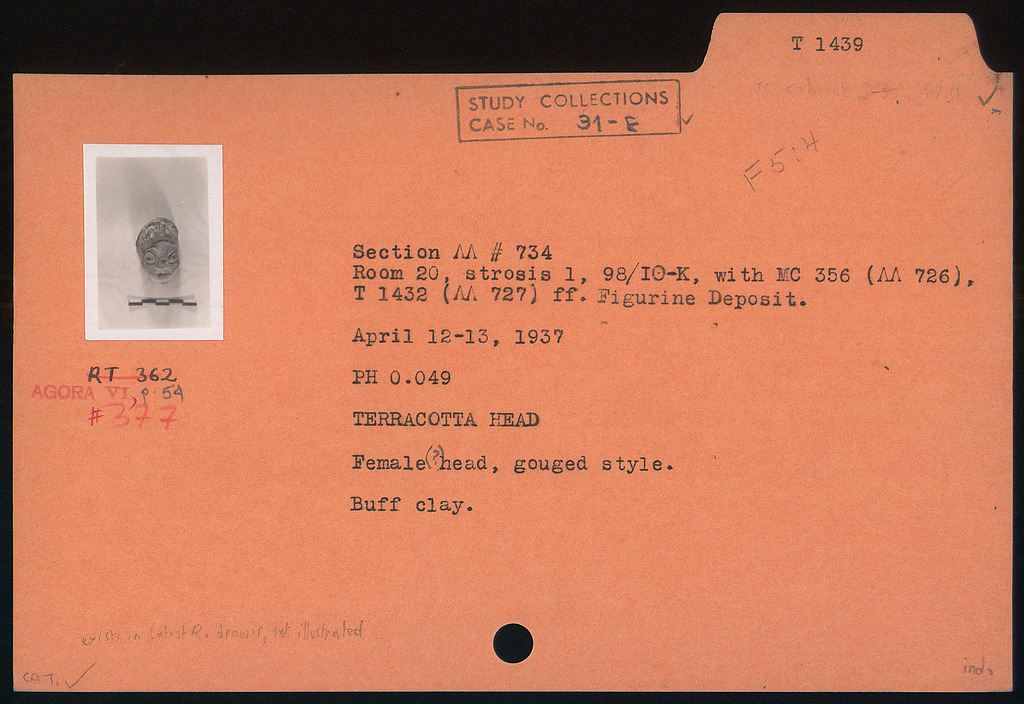 T 1439
STUDY COLLECTIONS
CASE No. 31-E
F 5:4
Section ΛΛ # 734
Room 20, strosis 1, 98/IΘ-K, with MC 356 (ΛΛ 726),
T 1432 (ΛΛ 727) ff. Figurine Deposit.
April 12-13, 1937
PH 0.049
TERRACOTTA HEAD
Female(?)head, gouged style.
Buff clay.
RT 362
AGORA VI, p. 54
# 377
exists in latest R. drawer, not illustrated
CAT. ✓
ind.